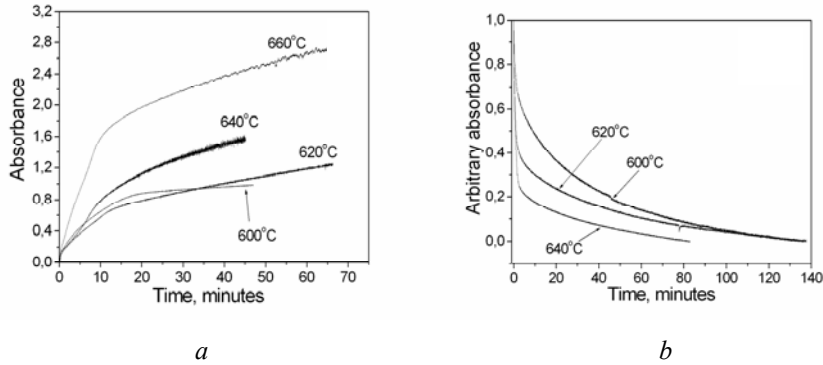 3,2
2,8
2,4
2,0
1,6
1,2
0,8
0,4
0,0
Absorbance
660°C
640°C
620°C
600°C
0 10 20 30 40 50 60 70
Time, minutes
a
1,0
0,8
0,6
0,4
0,2
0,0
Arbitrary absorbance
620°C
600°C
640°C
0 20 40 60 80 100 120 140
Time, minutes
b